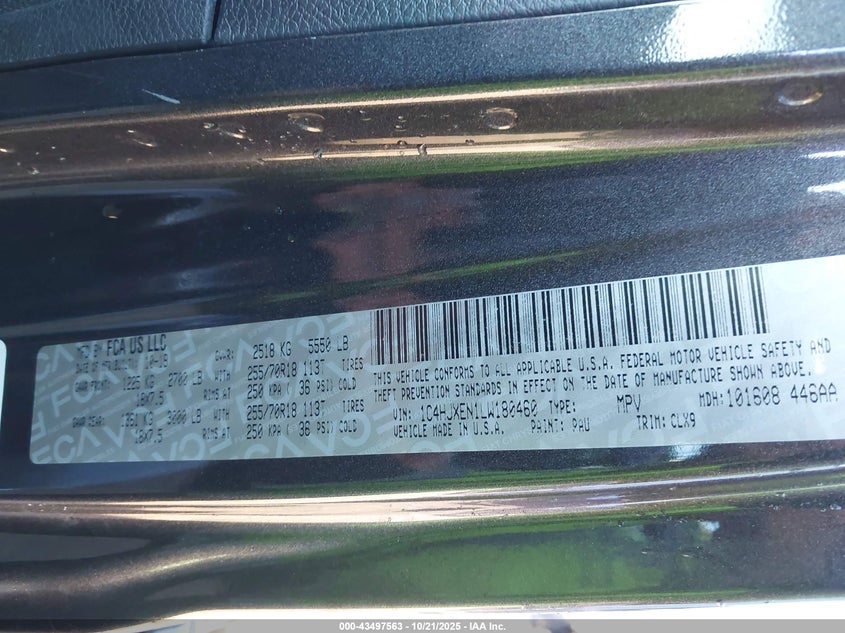 MFD BY FCA US LLC
DATE OF MFR 10-19 GVWR: 2518 KG 5550 LB
GAWR FRONT: 1225 KG 2700 LB WITH 255/70R18 113T TIRES
18X7.5 RIMS AT 250 KPA ( 36 PSI) COLD
GAWR REAR: 1361 KG 3000 LB WITH 255/70R18 113T TIRES
18X7.5 RIMS AT 250 KPA ( 36 PSI) COLD
THIS VEHICLE CONFORMS TO ALL APPLICABLE U.S.A. FEDERAL MOTOR VEHICLE SAFETY AND
THEFT PREVENTION STANDARDS IN EFFECT ON THE DATE OF MANUFACTURE SHOWN ABOVE.
VIN: 1C4HJXEN1LW180460 TYPE: MPV MDH: 101608 446AA
VEHICLE MADE IN U.S.A. PAINT: PAU TRIM: CLX9
000-43497563 - 10/21/2025 - IAA Inc.